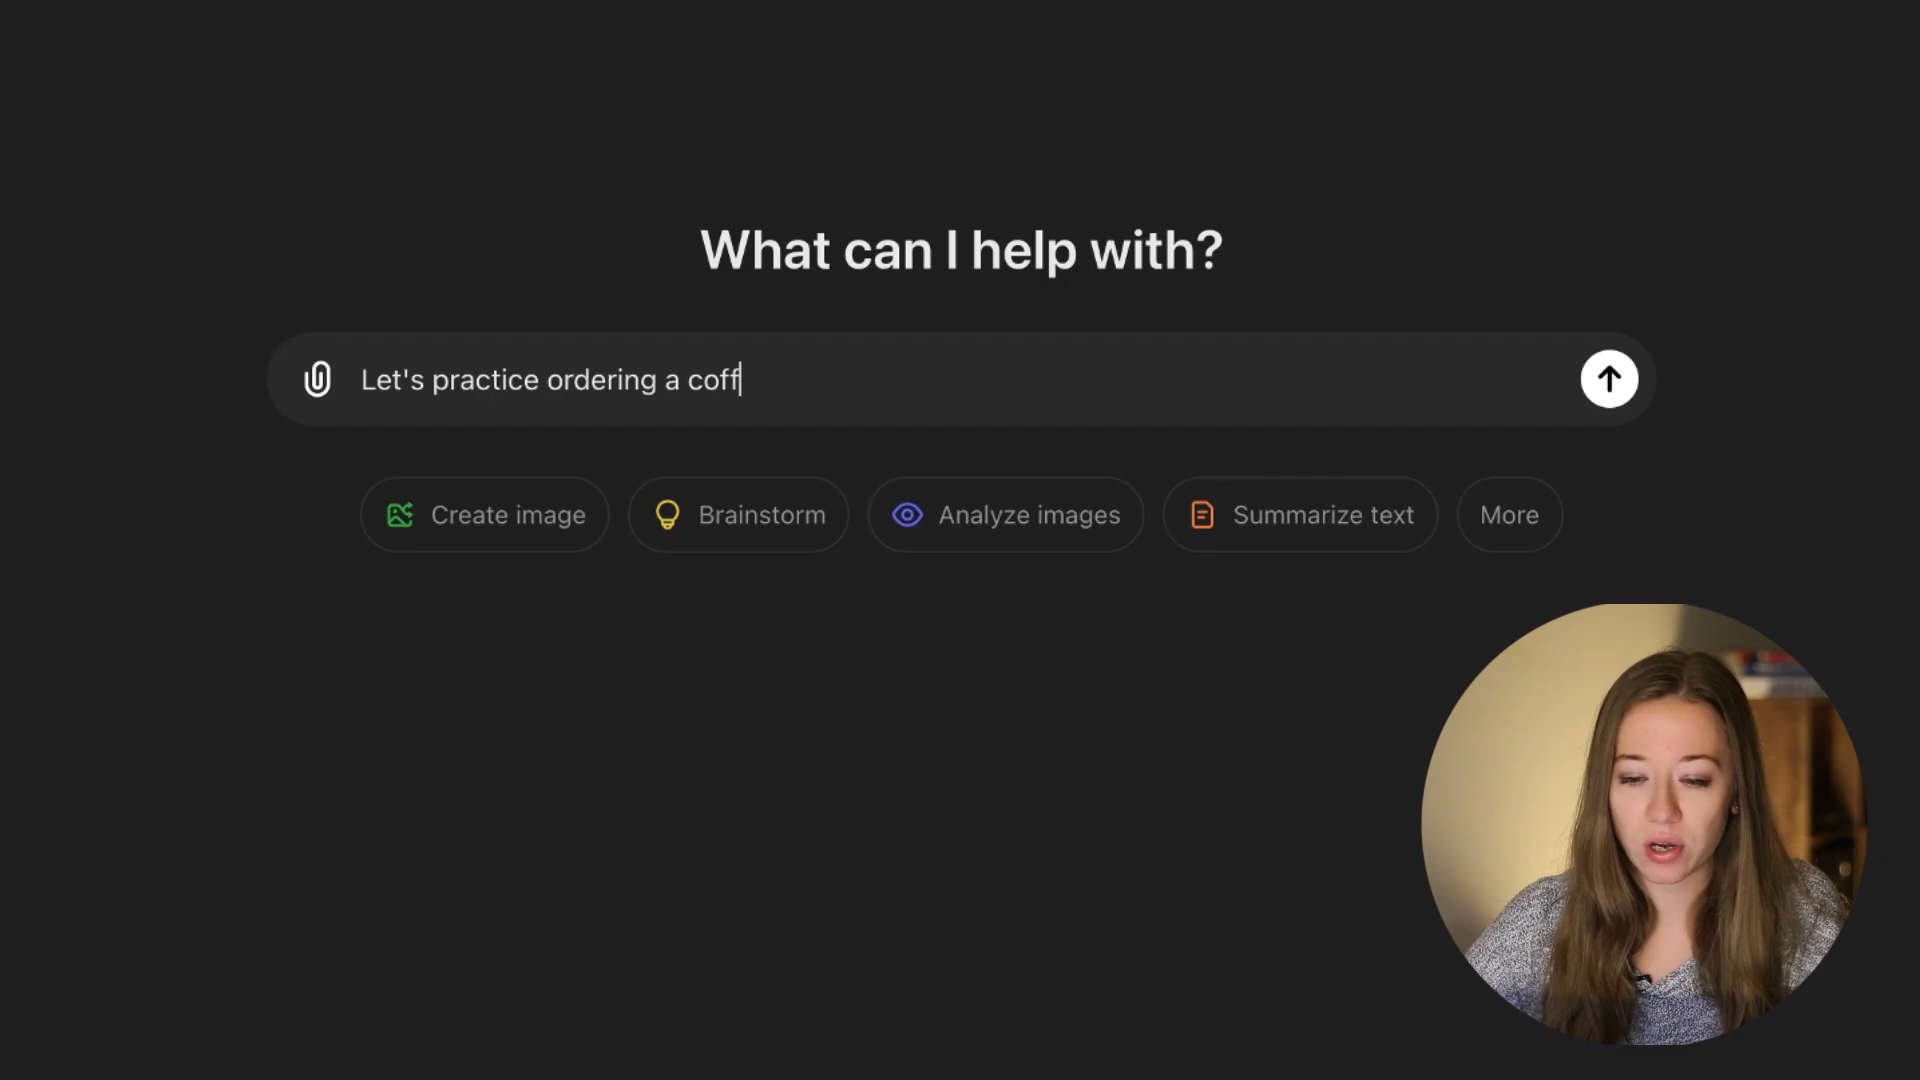 What can I help with?
Let's practice ordering a coff
Create image
Brainstorm
Analyze images
Summarize text
More